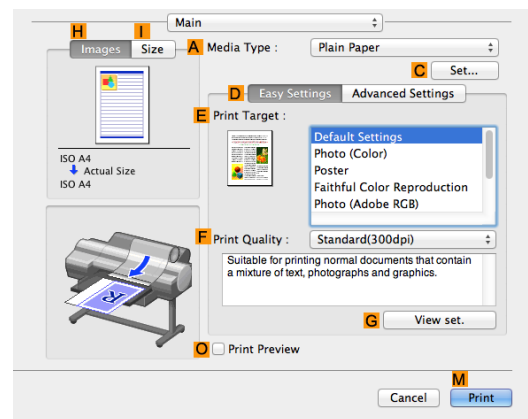 Main
H
I
Images
Size
A
Media Type :
Plain Paper
C
Set...
D
Easy Settings
Advanced Settings
E
Print Target :
ISO A4
Actual Size
ISO A4
Default Settings
Photo (Color)
Poster
Faithful Color Reproduction
Photo (Adobe RGB)
F
Print Quality :
Standard(300dpi)
Suitable for printing normal documents that contain
a mixture of text, photographs and graphics.
R
G
View set.
O
Print Preview
M
Cancel
Print